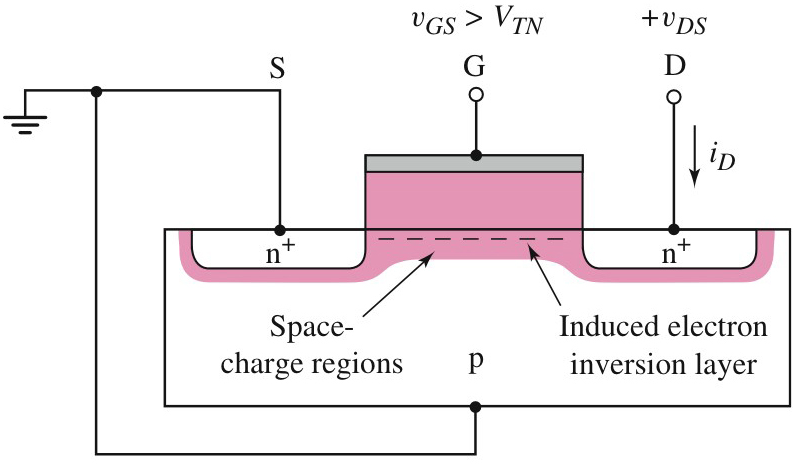 v_GS > V_TN
+v_DS
S
G
D
i_D
n⁺
n⁺
Space-
charge regions
Induced electron
inversion layer
p